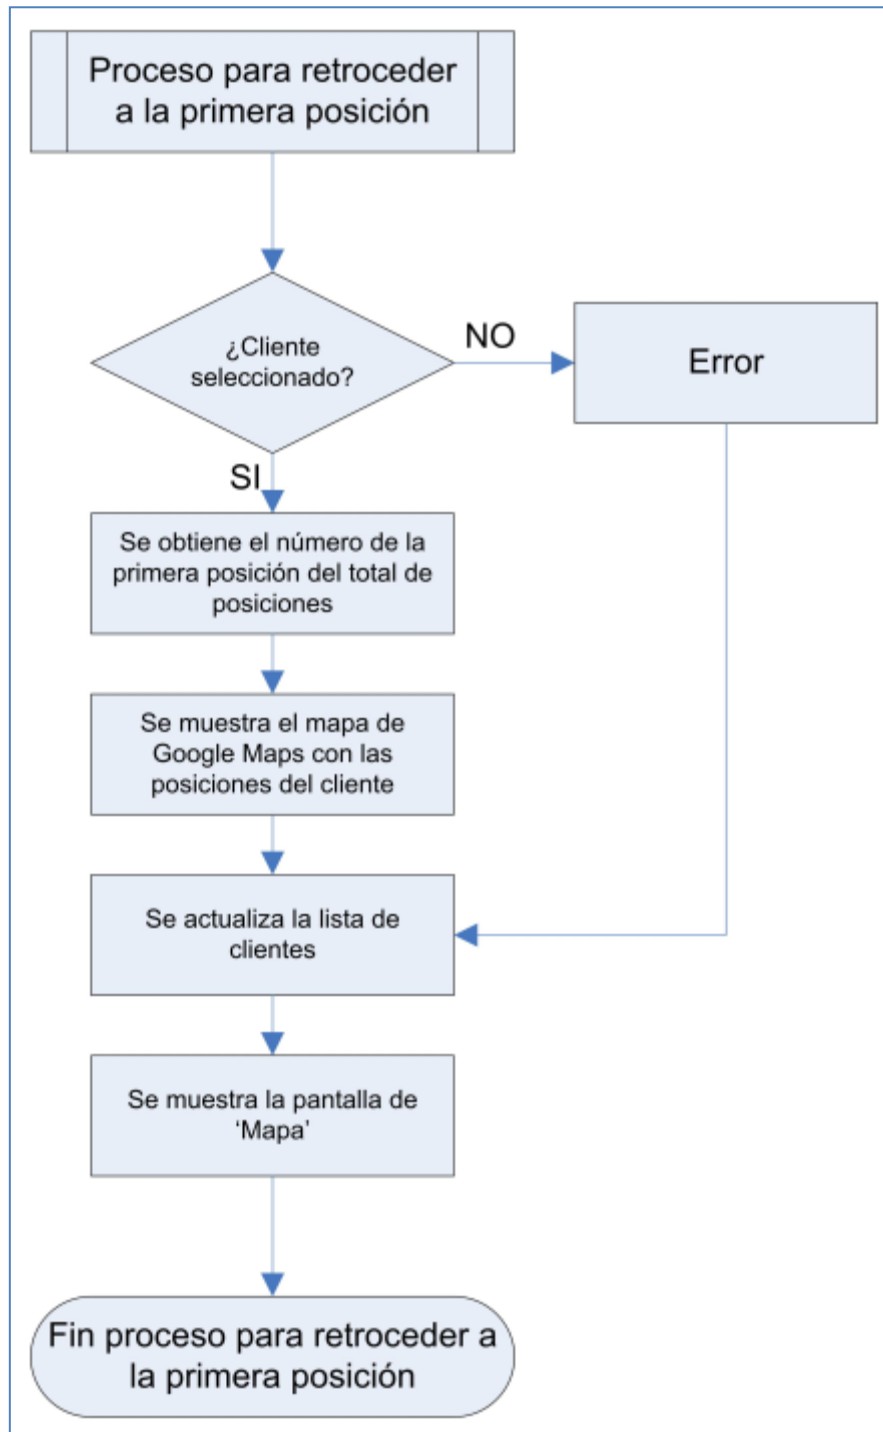 Proceso para retroceder
a la primera posición
¿Cliente
seleccionado?
NO
Error
SI
Se obtiene el número de la
primera posición del total de
posiciones
Se muestra el mapa de
Google Maps con las
posiciones del cliente
Se actualiza la lista de
clientes
Se muestra la pantalla de
‘Mapa’
Fin proceso para retroceder a
la primera posición